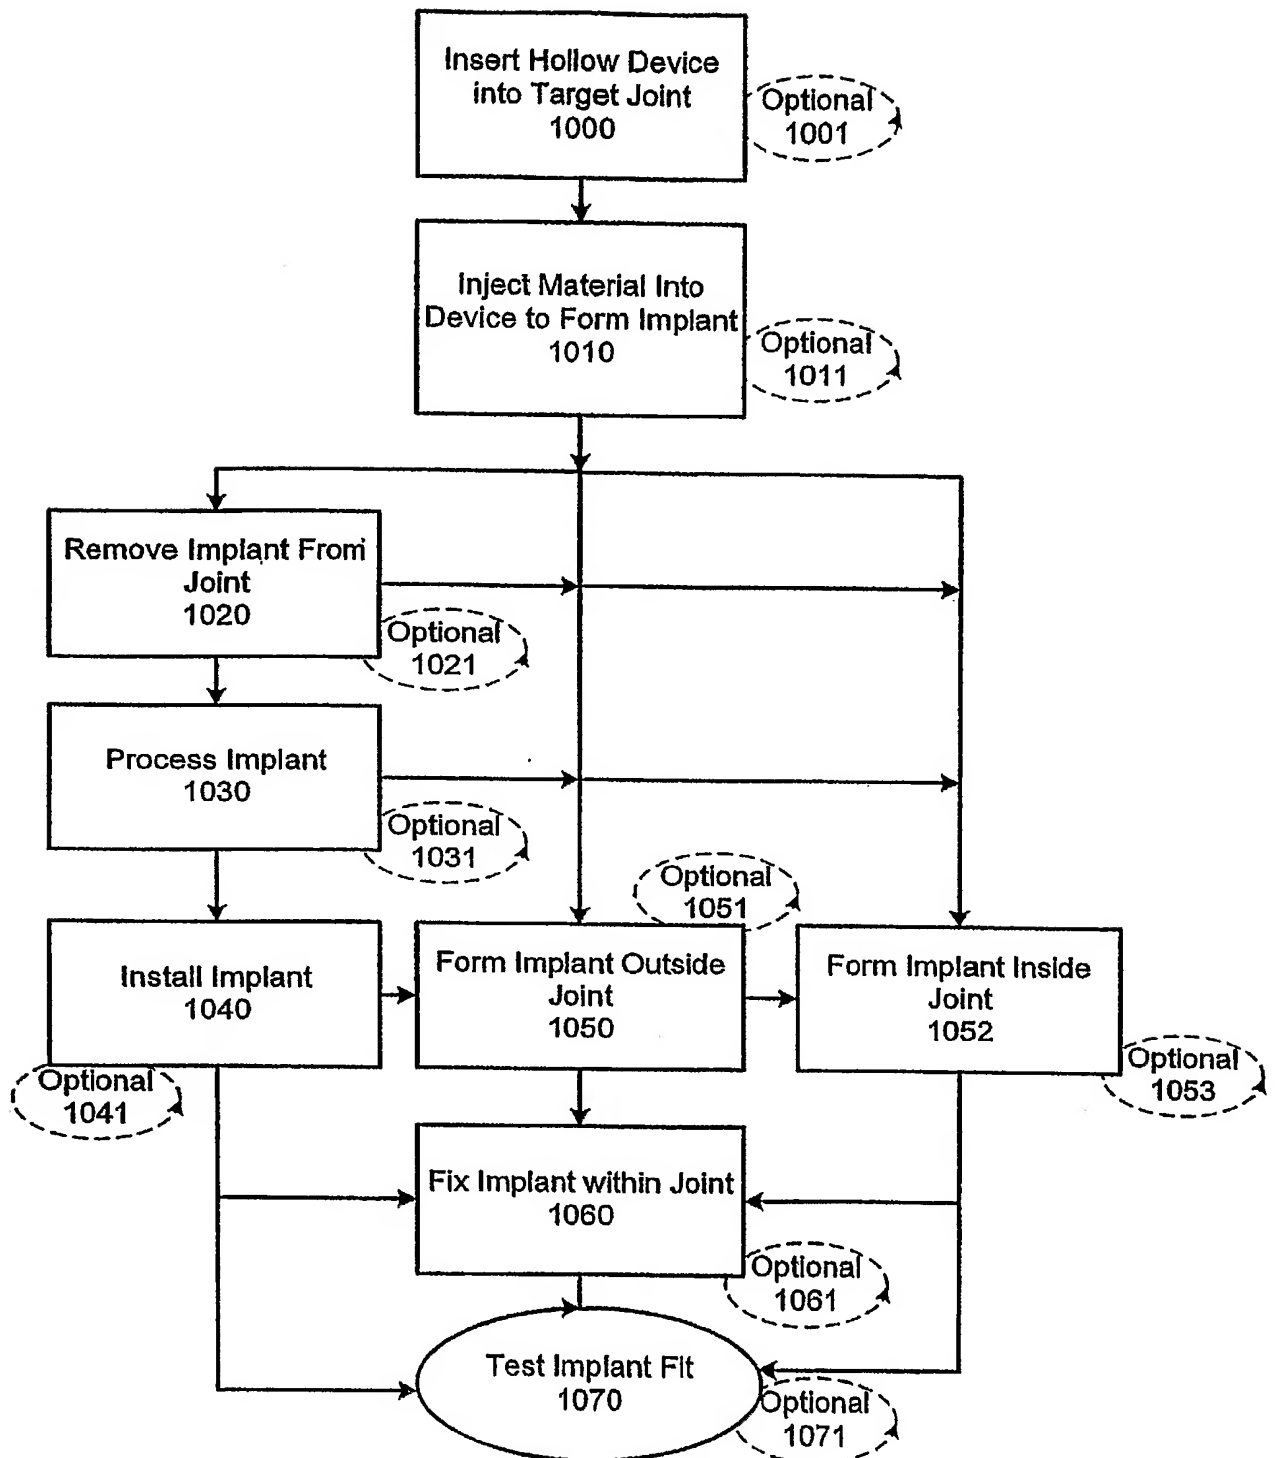 Insert Hollow Device
into Target Joint
1000
Optional
1001
Inject Material Into
Device to Form Implant
1010
Optional
1011
Remove Implant From
Joint
1020
Optional
1021
Process Implant
1030
Optional
1031
Optional
1051
Install Implant
1040
Form Implant Outside
Joint
1050
Form Implant Inside
Joint
1052
Optional
1041
Optional
1053
Fix Implant within Joint
1060
Optional
1061
Test Implant Fit
1070
Optional
1071